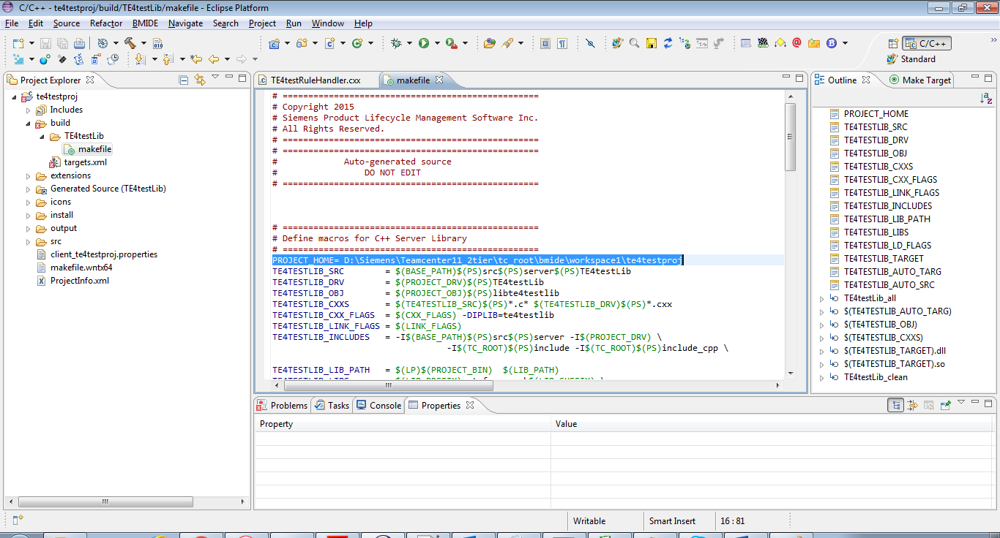 C/C++ - te4testproj/build/TE4testLib/makefile - Eclipse Platform
File Edit Source Refactor BMIDE Navigate Search Project Run Window Help
C/C++
Standard
Project Explorer
te4testproj
Includes
build
TE4testLib
makefile
targets.xml
extensions
Generated Source (TE4testLib)
icons
install
output
src
client_te4testproj.properties
makefile.wntx64
ProjectInfo.xml
TE4testRuleHandler.cxx makefile
# ==================================================
# Copyright 2015
# Siemens Product Lifecycle Management Software Inc.
# All Rights Reserved.
# ==================================================
# ==================================================
# Auto-generated source
# DO NOT EDIT
# ==================================================
# ==================================================
# Define macros for C++ Server Library
# ==================================================
PROJECT_HOME= D:\Siemens\Teamcenter11_2tier\tc_root\bmide\workspace1\te4testproj
TE4TESTLIB_SRC = $(BASE_PATH)$(PS)src$(PS)server$(PS)TE4testLib
TE4TESTLIB_DRV = $(PROJECT_DRV)$(PS)TE4testLib
TE4TESTLIB_OBJ = $(PROJECT_OBJ)$(PS)libte4testlib
TE4TESTLIB_CXXS = $(TE4TESTLIB_SRC)$(PS)*.c* $(TE4TESTLIB_DRV)$(PS)*.cxx
TE4TESTLIB_CXX_FLAGS = $(CXX_FLAGS) -DIPLIB=te4testlib
TE4TESTLIB_LINK_FLAGS = $(LINK_FLAGS)
TE4TESTLIB_INCLUDES = -I$(BASE_PATH)$(PS)src$(PS)server -I$(PROJECT_DRV) \
-I$(TC_ROOT)$(PS)include -I$(TC_ROOT)$(PS)include_cpp \
TE4TESTLIB_LIB_PATH = $(LP)$(PROJECT_BIN) $(LIB_PATH)
Outline Make Target
PROJECT_HOME
TE4TESTLIB_SRC
TE4TESTLIB_DRV
TE4TESTLIB_OBJ
TE4TESTLIB_CXXS
TE4TESTLIB_CXX_FLAGS
TE4TESTLIB_LINK_FLAGS
TE4TESTLIB_INCLUDES
TE4TESTLIB_LIB_PATH
TE4TESTLIB_LIBS
TE4TESTLIB_LD_FLAGS
TE4TESTLIB_TARGET
TE4TESTLIB_AUTO_TARG
TE4TESTLIB_AUTO_SRC
TE4testLib_all
$(TE4TESTLIB_AUTO_TARG)
$(TE4TESTLIB_OBJ)
$(TE4TESTLIB_CXXS)
$(TE4TESTLIB_TARGET).dll
$(TE4TESTLIB_TARGET).so
TE4testLib_clean
Problems Tasks Console Properties
Property Value
Writable Smart Insert 16 : 81